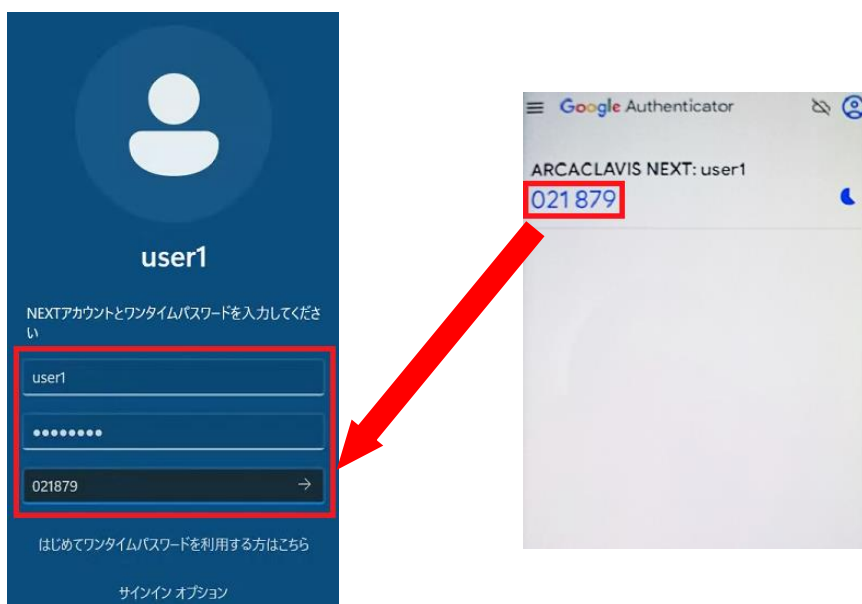 user1
NEXTアカウントとワンタイムパスワードを入力してくださ
い
user1
••••••••
021879
はじめてワンタイムパスワードを利用する方はこちら
サインイン オプション
Google Authenticator
ARCACLAVIS NEXT: user1
021 879